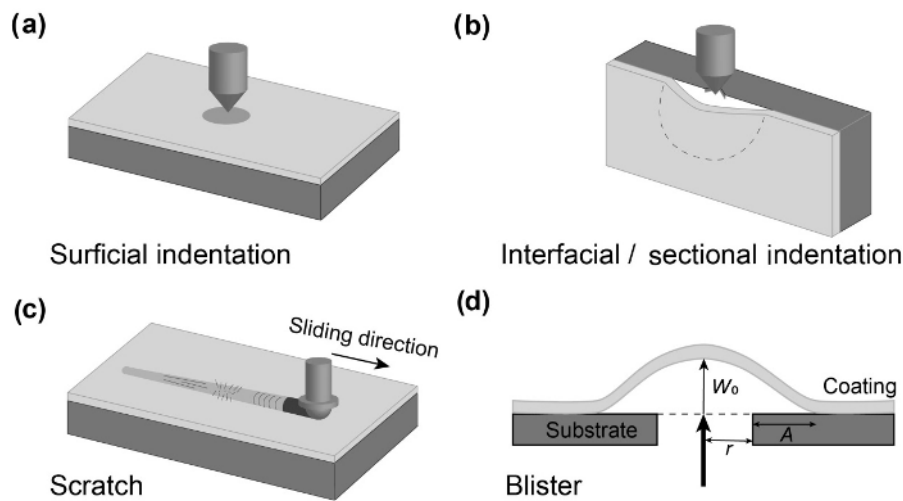 (a)
Surficial indentation
(b)
Interfacial / sectional indentation
(c)
Sliding direction
Scratch
(d)
W₀
Coating
Substrate
A
r
Blister